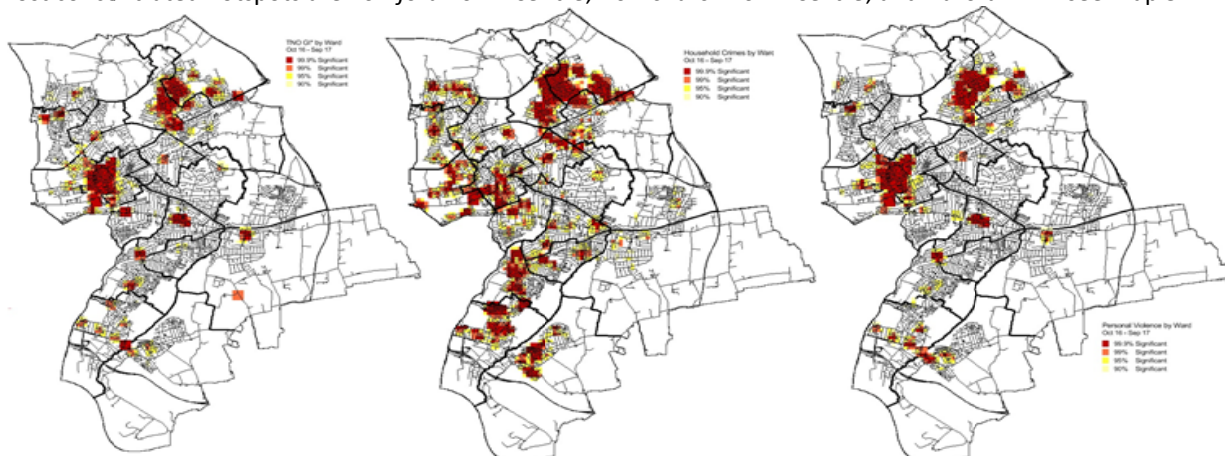 TNO Gi* by Ward
Oct 16 - Sep 17
99.9% Significant
99% Significant
95% Significant
90% Significant
Household Crimes by Ward
Oct 16 - Sep 17
99.9% Significant
99% Significant
95% Significant
90% Significant
Personal Violence by Ward
Oct 16 - Sep 17
99.9% Significant
99% Significant
95% Significant
90% Significant